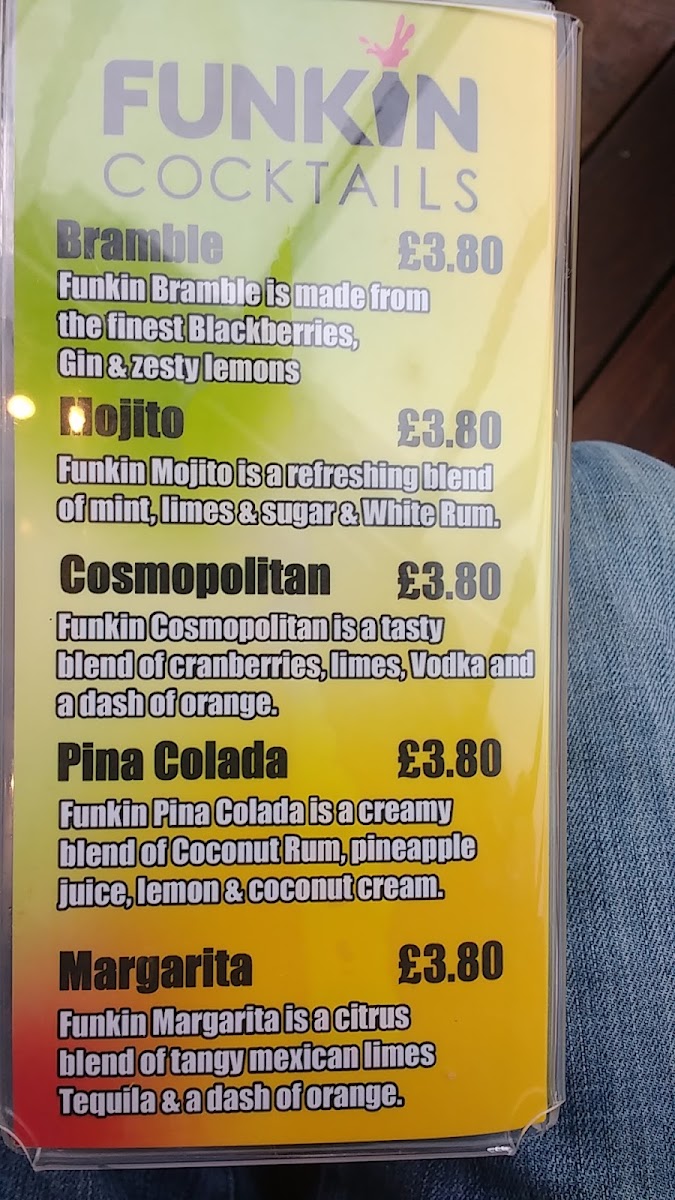 FUNKIN
COCKTAILS
Bramble £3.80
Funkin Bramble is made from
the finest Blackberries,
Gin & zesty lemons
Mojito £3.80
Funkin Mojito is a refreshing blend
of mint, limes & sugar & White Rum.
Cosmopolitan £3.80
Funkin Cosmopolitan is a tasty
blend of cranberries, limes, Vodka and
a dash of orange.
Pina Colada £3.80
Funkin Pina Colada is a creamy
blend of Coconut Rum, pineapple
juice, lemon & coconut cream.
Margarita £3.80
Funkin Margarita is a citrus
blend of tangy mexican limes
Tequila & a dash of orange.